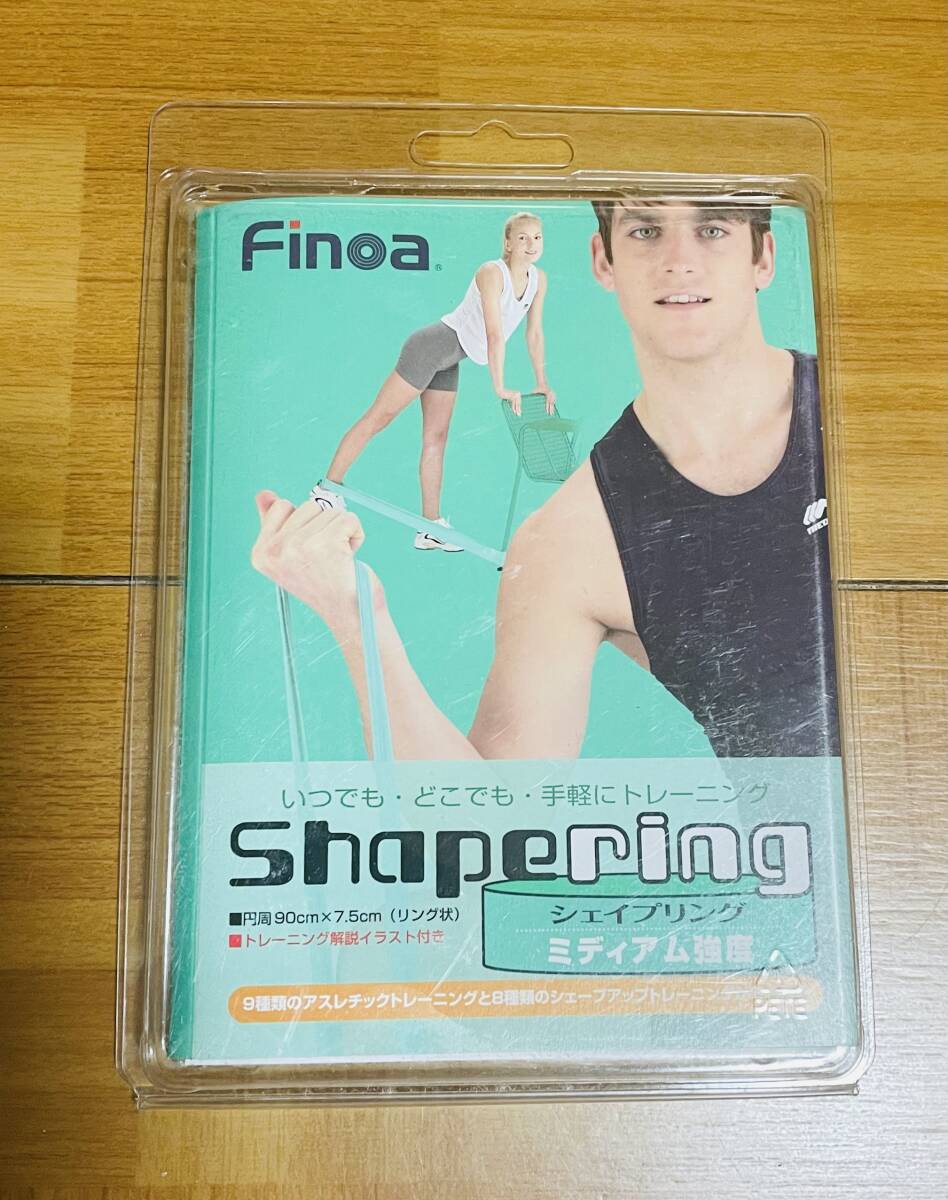 Finoa®
いつでも・どこでも・手軽にトレーニング
Shapering
シェイプリング
ミディアム強度
■円周90cm×7.5cm（リング状）
■トレーニング解説イラスト付き
9種類のアスレチックトレーニングと8種類のシェープアップトレーニング
PETE